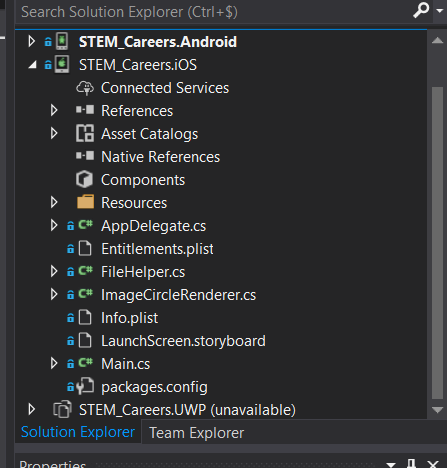 Search Solution Explorer (Ctrl+$)
STEM_Careers.Android
STEM_Careers.iOS
Connected Services
References
Asset Catalogs
Native References
Components
Resources
C# AppDelegate.cs
Entitlements.plist
C# FileHelper.cs
C# ImageCircleRenderer.cs
Info.plist
LaunchScreen.storyboard
C# Main.cs
packages.config
STEM_Careers.UWP (unavailable)
Solution Explorer Team Explorer
Properties